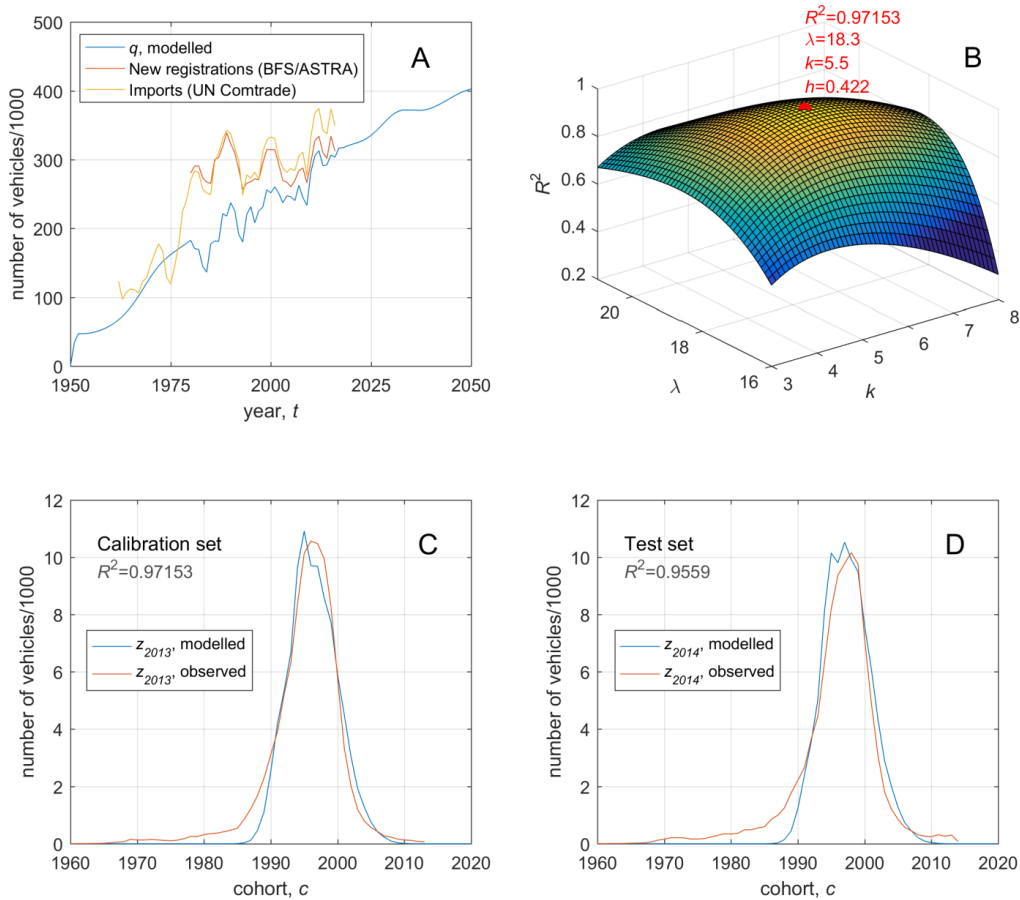 A
q, modelled
New registrations (BFS/ASTRA)
Imports (UN Comtrade)
500
400
300
200
100
0
number of vehicles/1000
1950
1975
2000
2025
2050
year, t
B
R²=0.97153
λ=18.3
k=5.5
h=0.422
1
0.8
0.6
0.4
0.2
R²
20
18
16
λ
3
4
5
6
7
8
k
C
Calibration set
R²=0.97153
z2013, modelled
z2013, observed
12
10
8
6
4
2
0
number of vehicles/1000
1960
1970
1980
1990
2000
2010
2020
cohort, c
D
Test set
R²=0.9559
z2014, modelled
z2014, observed
12
10
8
6
4
2
0
number of vehicles/1000
1960
1970
1980
1990
2000
2010
2020
cohort, c